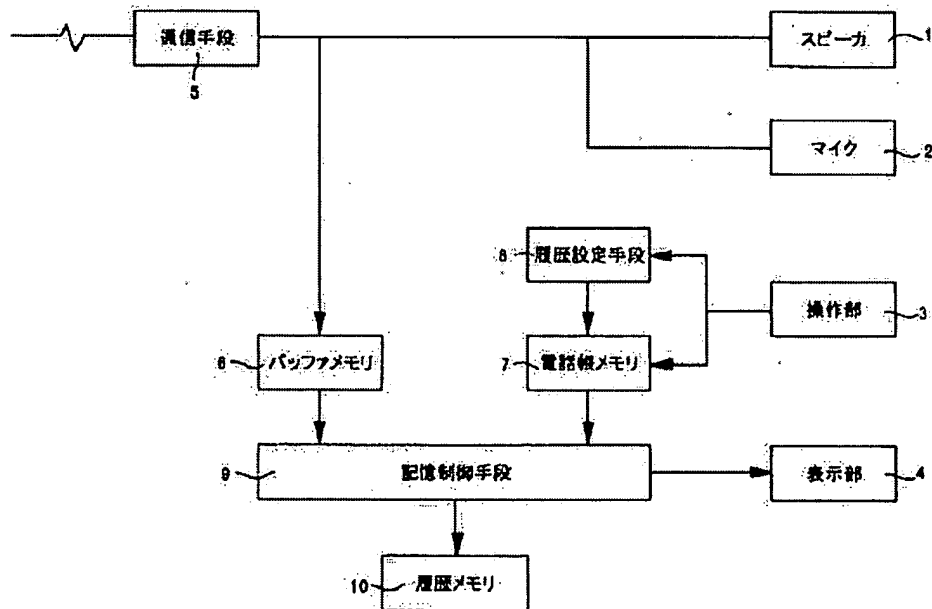 通信手段
5
スピーカ
1
マイク
2
8
履歴設定手段
操作部
3
6
バッファメモリ
7
電話帳メモリ
9
記憶制御手段
表示部
4
10
履歴メモリ